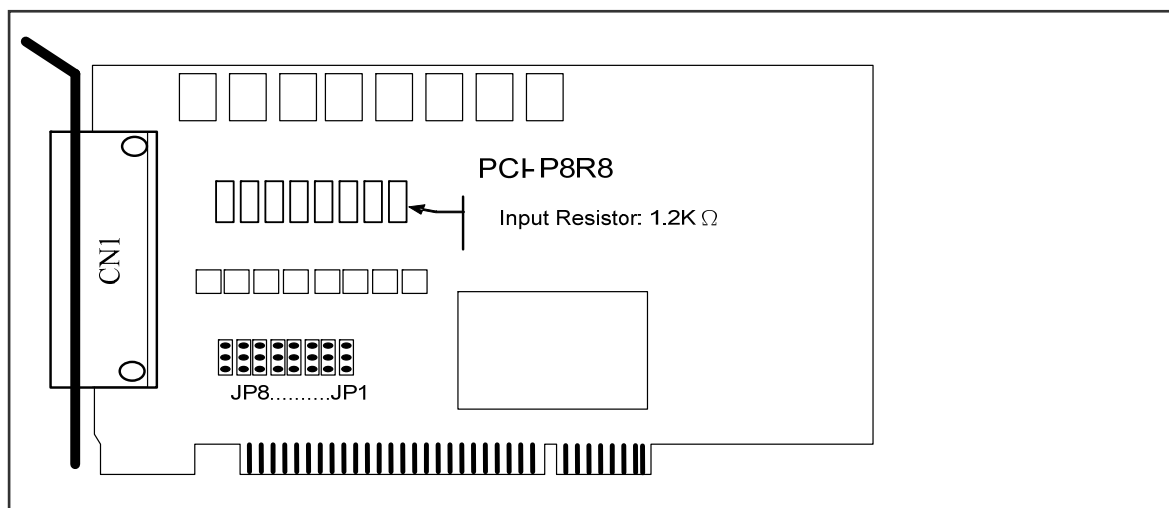 PCI-P8R8
Input Resistor: 1.2K Ω
CN1
JP8..........JP1